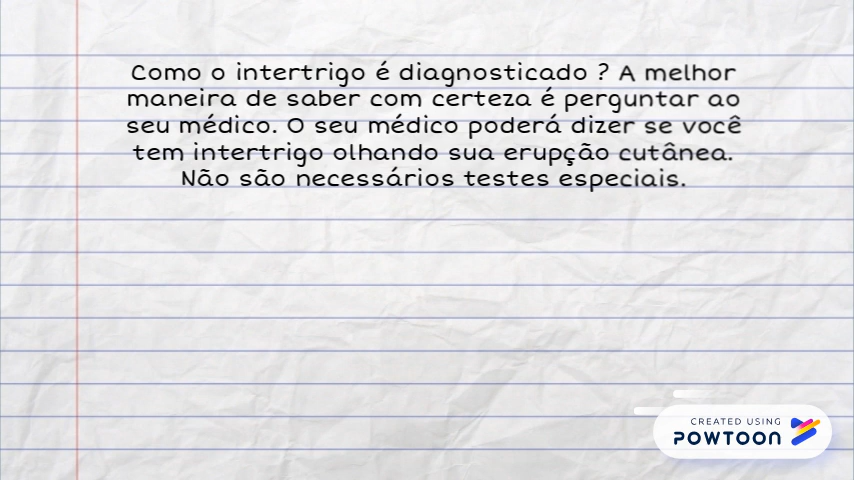 Como o intertrigo é diagnosticado ? A melhor
maneira de saber com certeza é perguntar ao
seu médico. O seu médico poderá dizer se você
tem intertrigo olhando sua erupção cutânea.
Não são necessários testes especiais.
CREATED USING
POWTOON